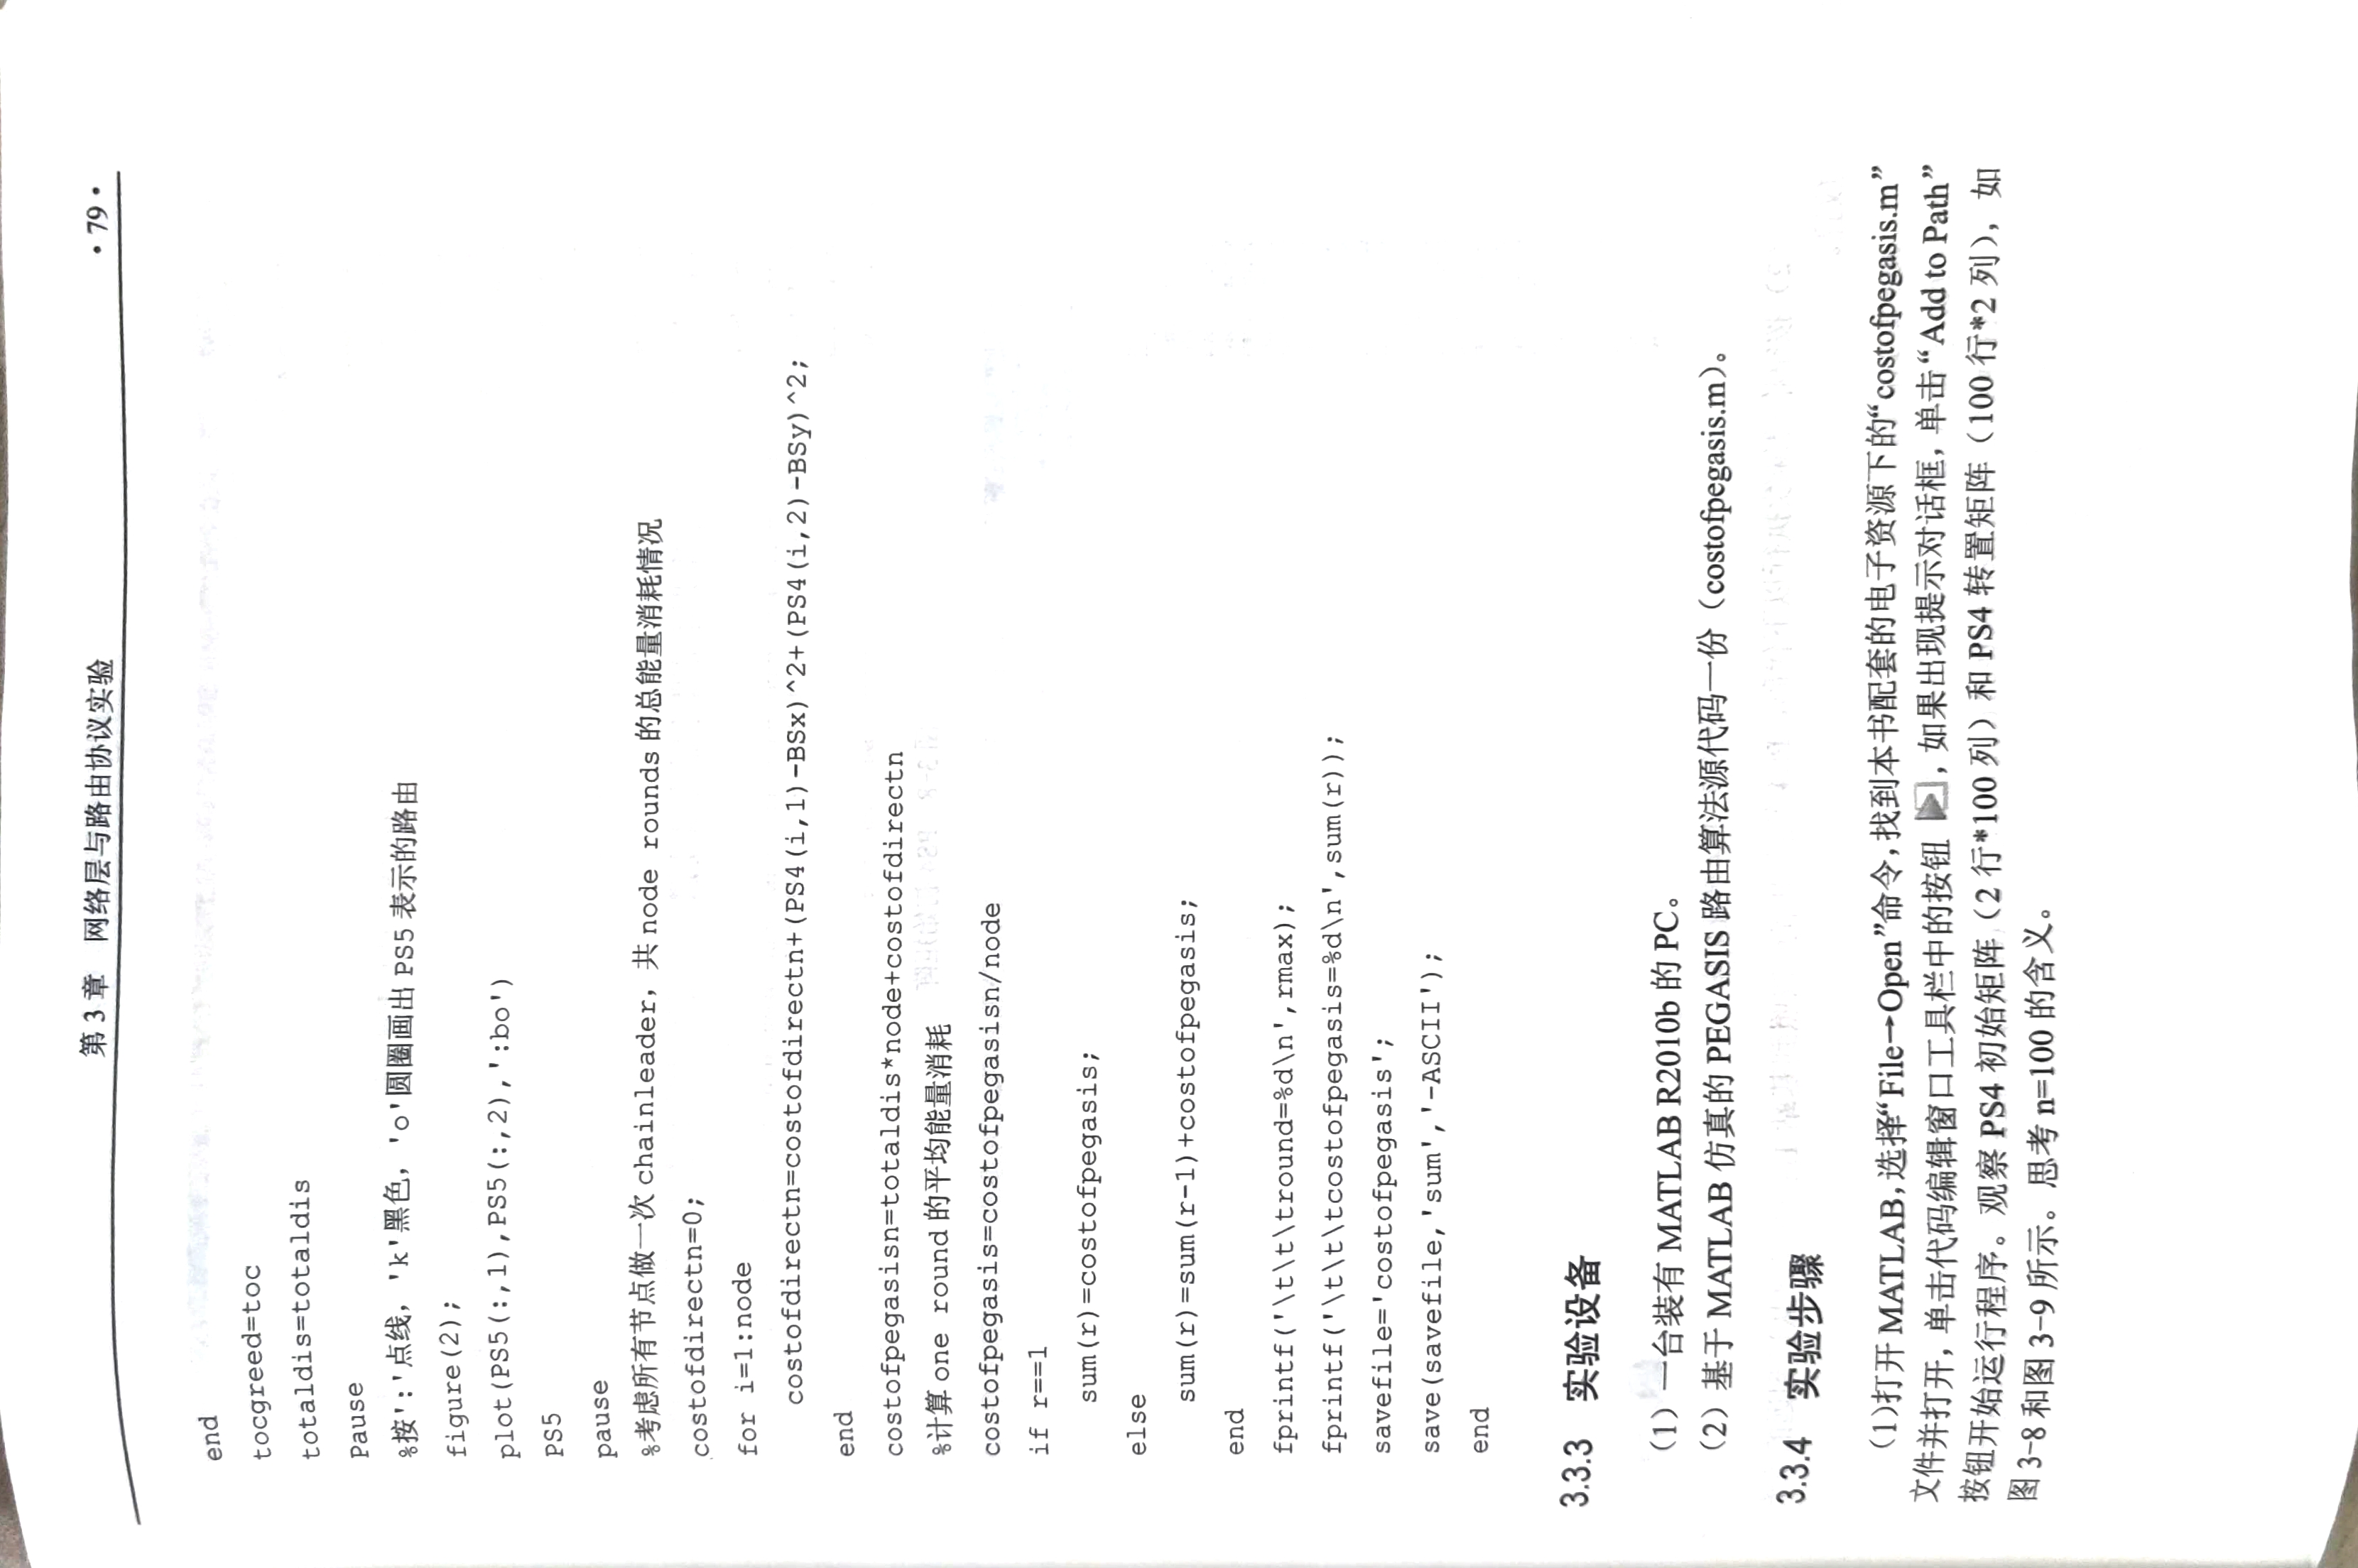 第 3 章 网络层与路由协议实验 • 79 •
end
tocgreed=toc
totaldis=totaldis
Pause
%按':'点线，'k'黑色，'o'圆圈画出 PS5 表示的路由
figure(2);
plot(PS5(:,1),PS5(:,2),':bo')
PS5
pause
%考虑所有节点做一次 chainleader，共 node rounds 的总能量消耗情况
costofdirectn=0;
for i=1:node
costofdirectn=costofdirectn+(PS4(i,1)-BSx)^2+(PS4(i,2)-BSy)^2;
end
costofpegasisn=totaldis*node+costofdirectn
%计算 one round 的平均能量消耗
costofpegasis=costofpegasisn/node
if r==1
sum(r)=costofpegasis;
else
sum(r)=sum(r-1)+costofpegasis;
end
fprintf('\t\t\tround=%d\n',rmax);
fprintf('\t\t\tcostofpegasis=%d\n',sum(r));
savefile='costofpegasis';
save(savefile,'sum','-ASCII');
end
3.3.3 实验设备
（1）一台装有 MATLAB R2010b 的 PC。
（2）基于 MATLAB 仿真的 PEGASIS 路由算法源代码一份（costofpegasis.m）。
3.3.4 实验步骤
（1）打开 MATLAB，选择“File→Open”命令，找到本书配套的电子资源下的“costofpegasis.m”
文件并打开，单击代码编辑窗口工具栏中的按钮 ，如果出现提示对话框，单击“Add to Path”
按钮开始运行程序。观察 PS4 初始矩阵（2 行*100 列）和 PS4 转置矩阵（100 行*2 列），如
图 3-8 和图 3-9 所示。思考 n=100 的含义。